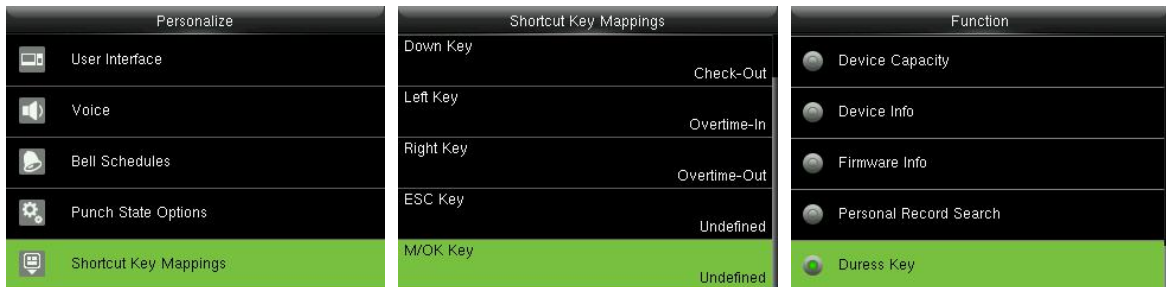 Personalize
User Interface
Voice
Bell Schedules
Punch State Options
Shortcut Key Mappings
Shortcut Key Mappings
Down Key
Check-Out
Left Key
Overtime-In
Right Key
Overtime-Out
ESC Key
Undefined
M/OK Key
Undefined
Function
Device Capacity
Device Info
Firmware Info
Personal Record Search
Duress Key